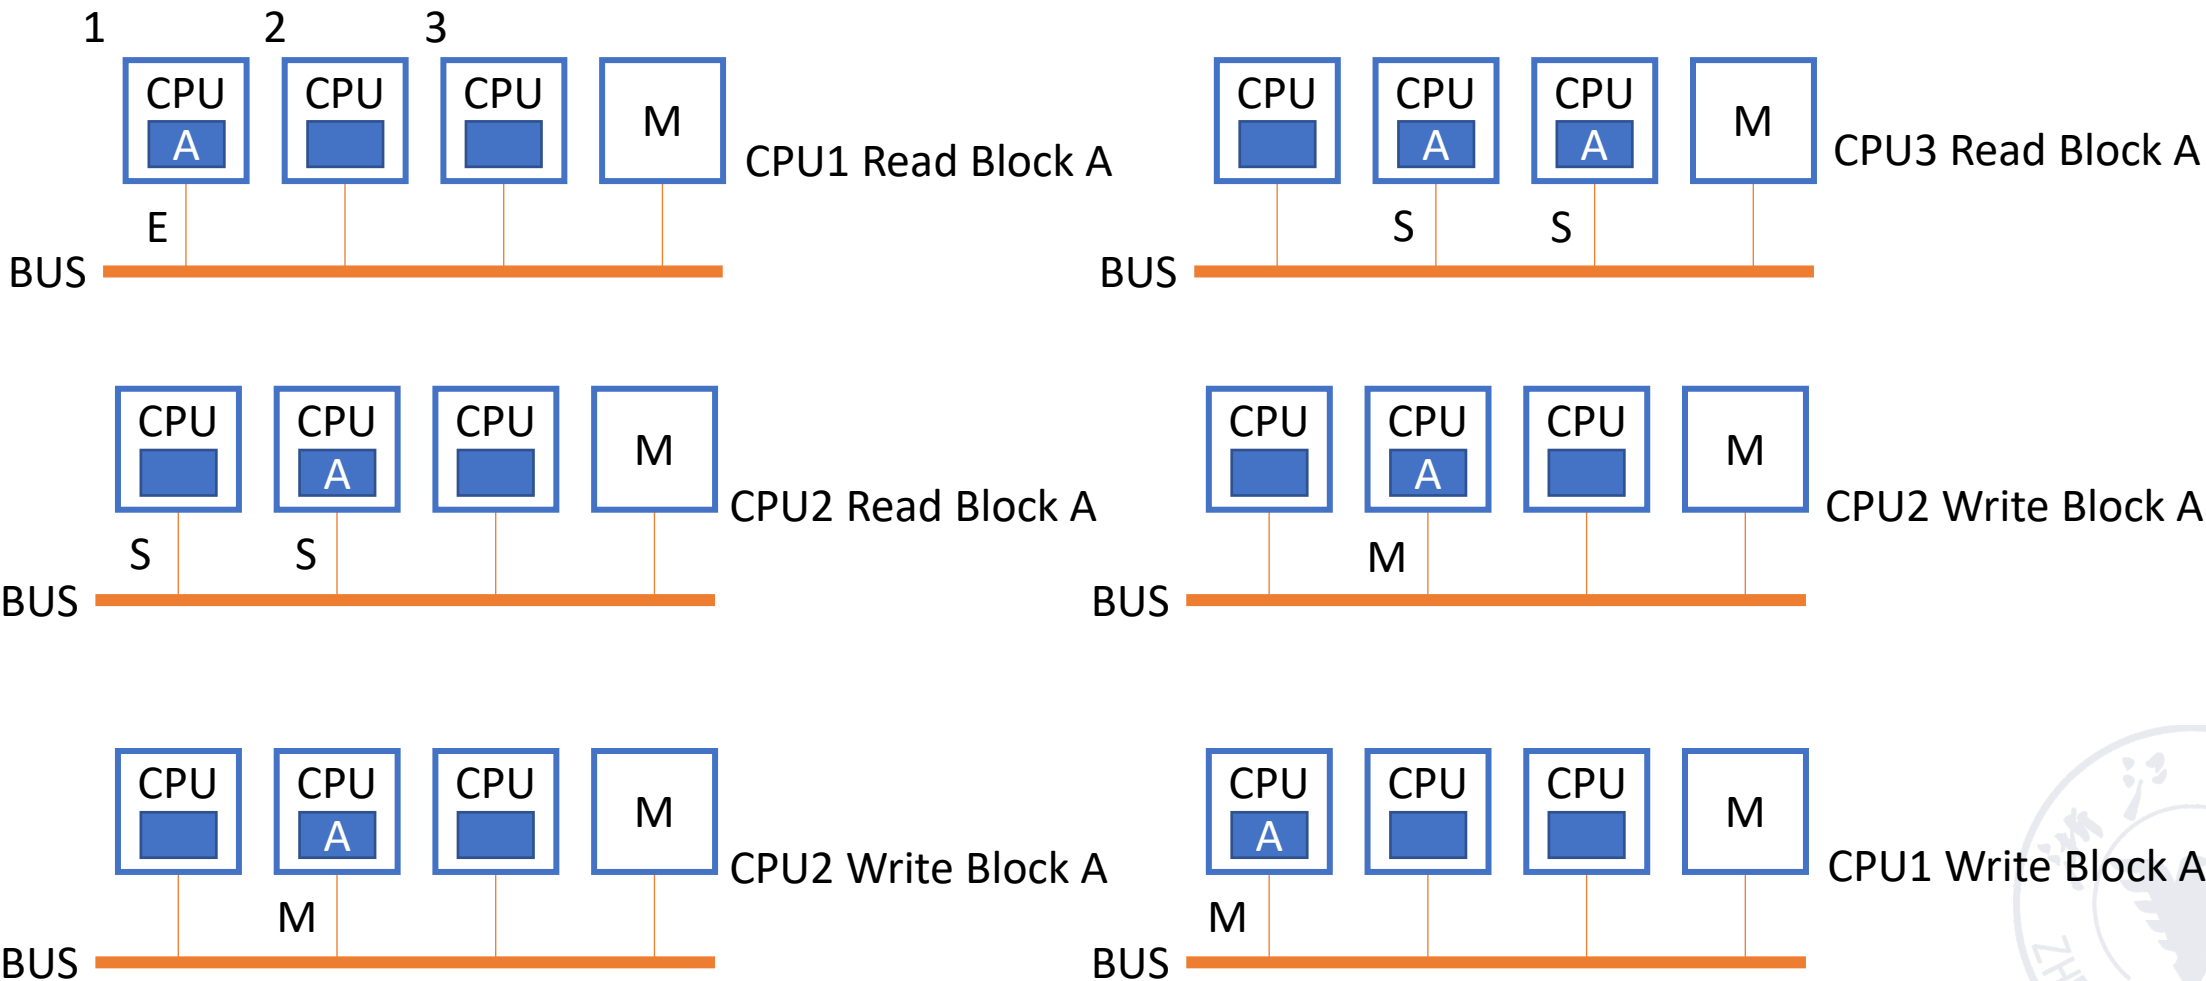 1 2 3
CPU CPU CPU M
A
CPU1 Read Block A
E
BUS
CPU CPU CPU M
A
CPU2 Read Block A
S S
BUS
CPU CPU CPU M
A
CPU2 Write Block A
M
BUS
CPU CPU CPU M
A A
CPU3 Read Block A
S S
BUS
CPU CPU CPU M
A
CPU2 Write Block A
M
BUS
CPU CPU CPU M
A
CPU1 Write Block A
M
BUS